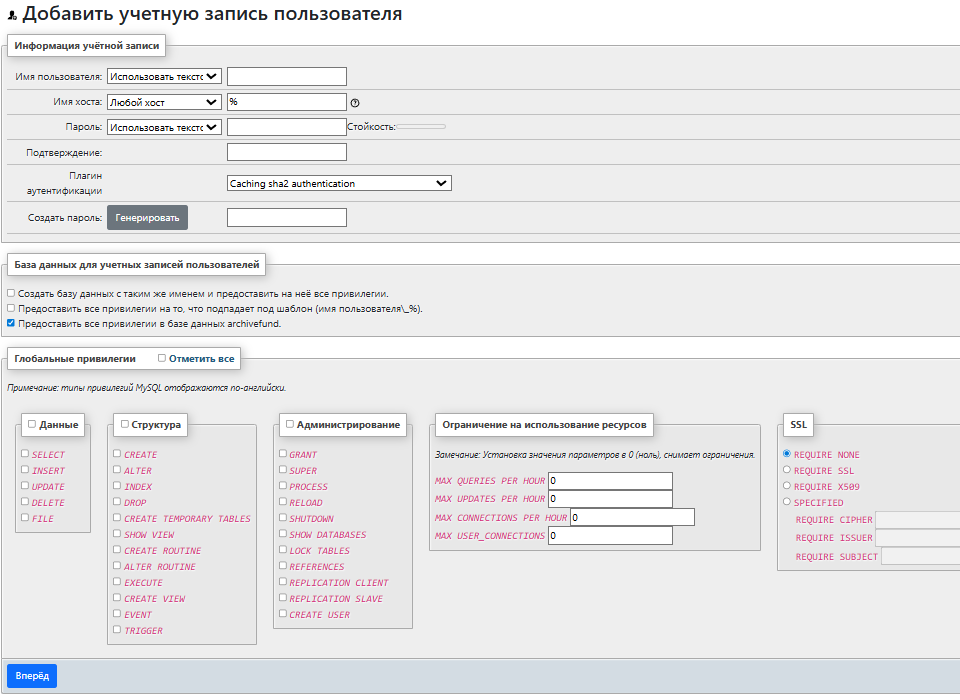 Добавить учетную запись пользователя
Информация учётной записи
Имя пользователя: Использовать текстс
Имя хоста: Любой хост %
Пароль: Использовать текстс Стойкость:
Подтверждение:
Плагин
аутентификации
Caching sha2 authentication
Создать пароль: Генерировать
База данных для учетных записей пользователей
Создать базу данных с таким же именем и предоставить на неё все привилегии.
Предоставить все привилегии на то, что подпадает под шаблон (имя пользователя\_%).
Предоставить все привилегии в базе данных archivefund.
Глобальные привилегии Отметить все
Примечание: типы привилегий MySQL отображаются по-английски.
Данные
SELECT
INSERT
UPDATE
DELETE
FILE
Структура
CREATE
ALTER
INDEX
DROP
CREATE TEMPORARY TABLES
SHOW VIEW
CREATE ROUTINE
ALTER ROUTINE
EXECUTE
CREATE VIEW
EVENT
TRIGGER
Администрирование
GRANT
SUPER
PROCESS
RELOAD
SHUTDOWN
SHOW DATABASES
LOCK TABLES
REFERENCES
REPLICATION CLIENT
REPLICATION SLAVE
CREATE USER
Ограничение на использование ресурсов
Замечание: Установка значения параметров в 0 (ноль), снимает ограничения.
MAX QUERIES PER HOUR 0
MAX UPDATES PER HOUR 0
MAX CONNECTIONS PER HOUR 0
MAX USER_CONNECTIONS 0
SSL
REQUIRE NONE
REQUIRE SSL
REQUIRE X509
SPECIFIED
REQUIRE CIPHER
REQUIRE ISSUER
REQUIRE SUBJECT
Вперёд